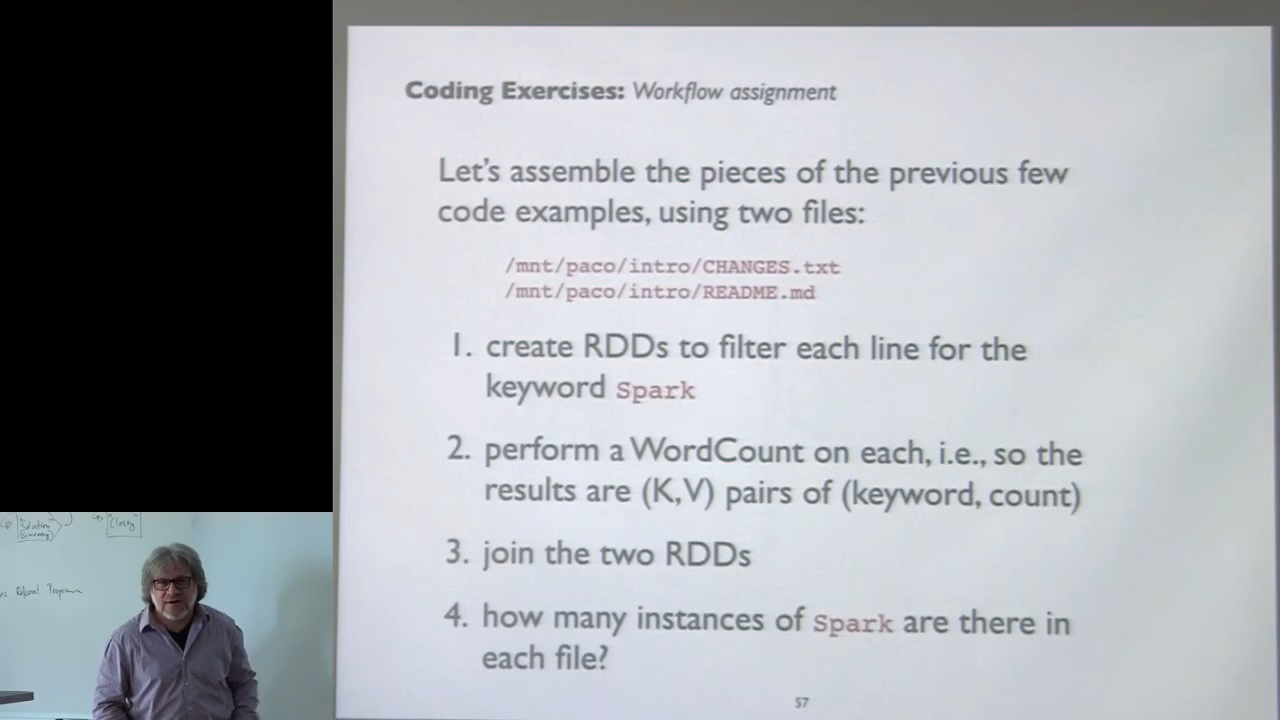 Coding Exercises: Workflow assignment
Let's assemble the pieces of the previous few
code examples, using two files:
/mnt/paco/intro/CHANGES.txt
/mnt/paco/intro/README.md
1. create RDDs to filter each line for the
keyword Spark
2. perform a WordCount on each, i.e., so the
results are (K,V) pairs of (keyword, count)
3. join the two RDDs
4. how many instances of Spark are there in
each file?
57
"Solution
"Closing"